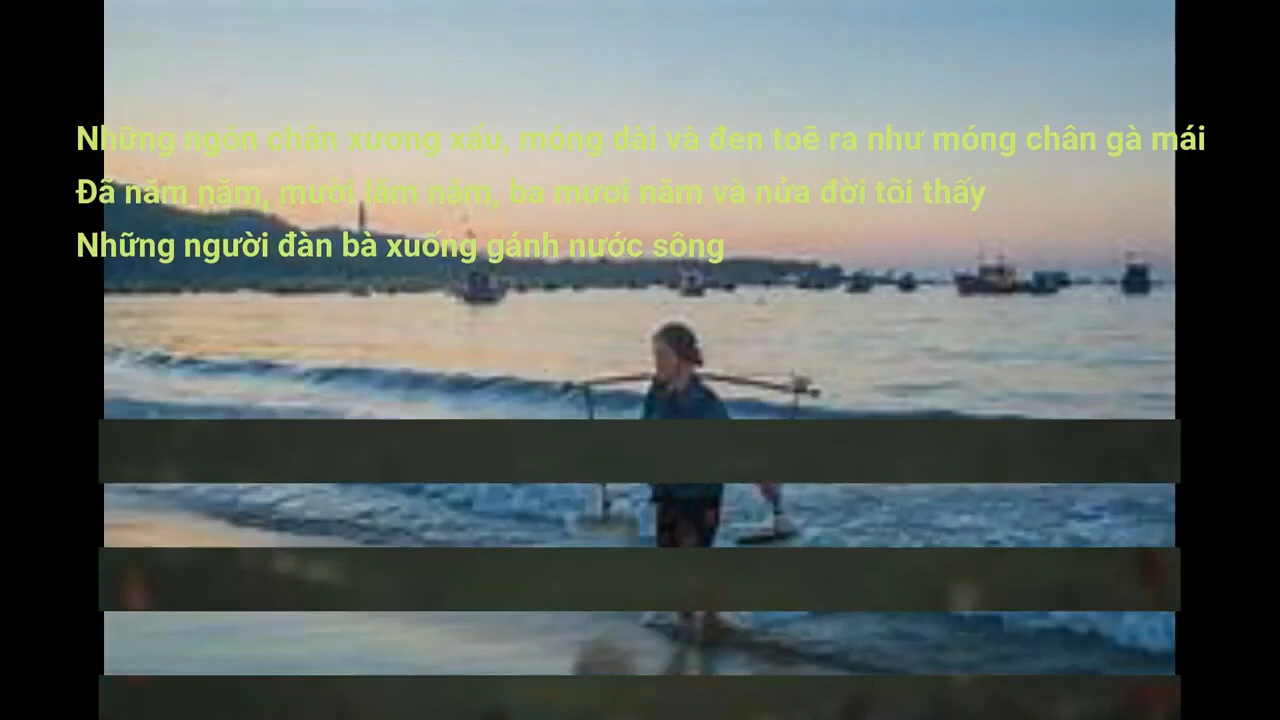 Những ngón chân xương xẩu, móng dài và đen toẽ ra như móng chân gà mái
Đã năm năm, mười lăm năm, ba mươi năm và nửa đời tôi thấy
Những người đàn bà xuống gánh nước sông